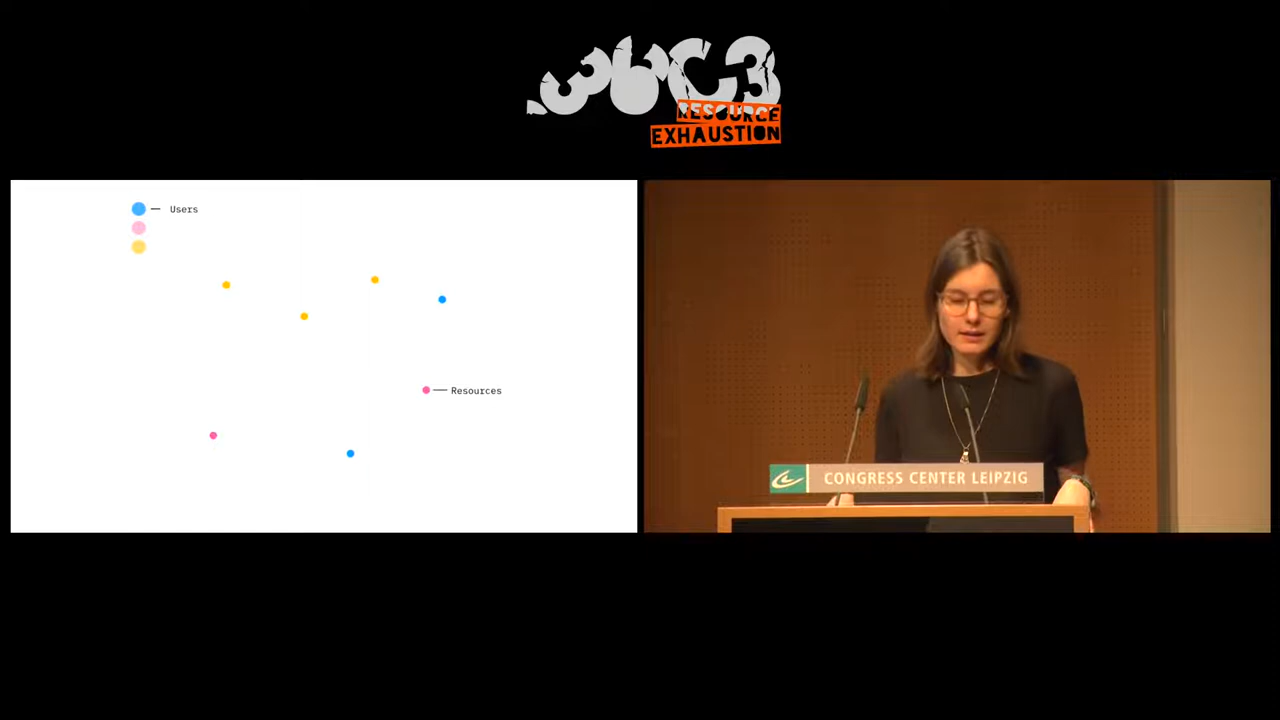 36C3
RESOURCE
EXHAUSTION
Users
Resources
CONGRESS CENTER LEIPZIG